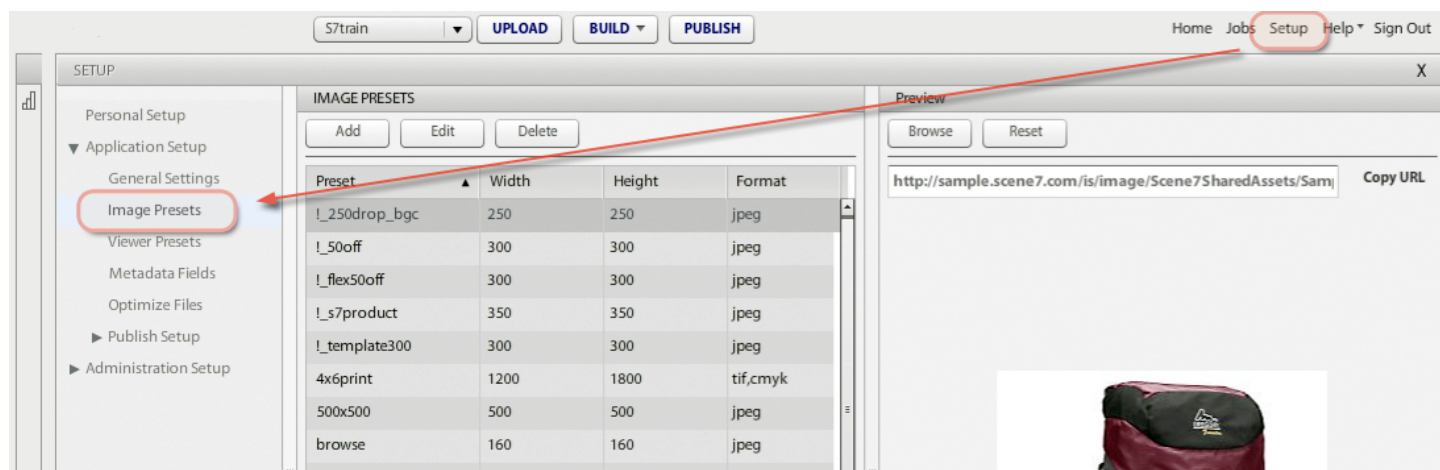 S7train UPLOAD BUILD PUBLISH Home Jobs Setup Help Sign Out
SETUP X
Personal Setup
Application Setup
General Settings
Image Presets
Viewer Presets
Metadata Fields
Optimize Files
Publish Setup
Administration Setup
IMAGE PRESETS
Add Edit Delete
Preset Width Height Format
!_250drop_bgc 250 250 jpeg
!_50off 300 300 jpeg
!_flex50off 300 300 jpeg
!_s7product 350 350 jpeg
!_template300 300 300 jpeg
4x6print 1200 1800 tif,cmyk
500x500 500 500 jpeg
browse 160 160 jpeg
Preview
Browse Reset
http://sample.scene7.com/is/image/Scene7SharedAssets/Sam Copy URL